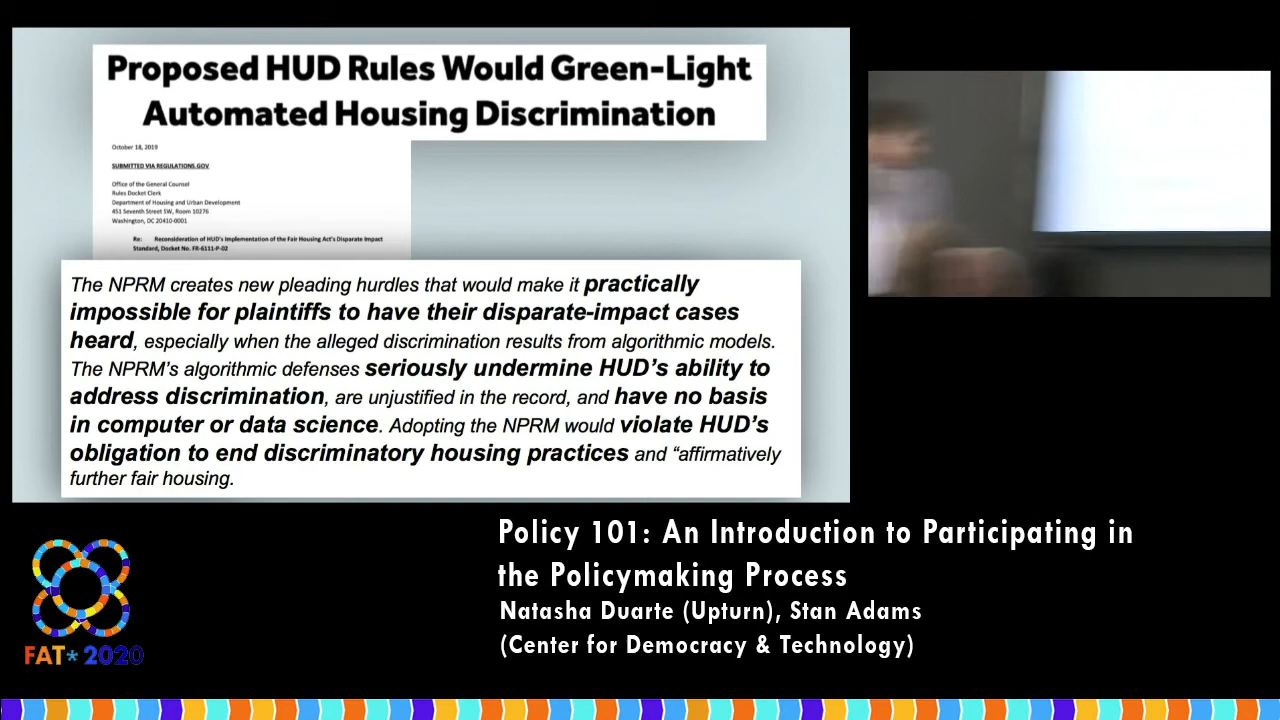 Proposed HUD Rules Would Green-Light
Automated Housing Discrimination
October 18, 2019
SUBMITTED VIA REGULATIONS.GOV
Office of the General Counsel
Rules Docket Clerk
Department of Housing and Urban Development
451 Seventh Street SW, Room 10276
Washington, DC 20410-0001
Re: Reconsideration of HUD's Implementation of the Fair Housing Act's Disparate Impact
Standard, Docket No. FR-6111-P-02
The NPRM creates new pleading hurdles that would make it practically
impossible for plaintiffs to have their disparate-impact cases
heard, especially when the alleged discrimination results from algorithmic models.
The NPRM's algorithmic defenses seriously undermine HUD's ability to
address discrimination, are unjustified in the record, and have no basis
in computer or data science. Adopting the NPRM would violate HUD's
obligation to end discriminatory housing practices and “affirmatively
further fair housing.
Policy 101: An Introduction to Participating in
the Policymaking Process
Natasha Duarte (Upturn), Stan Adams
(Center for Democracy & Technology)
FAT* 2020